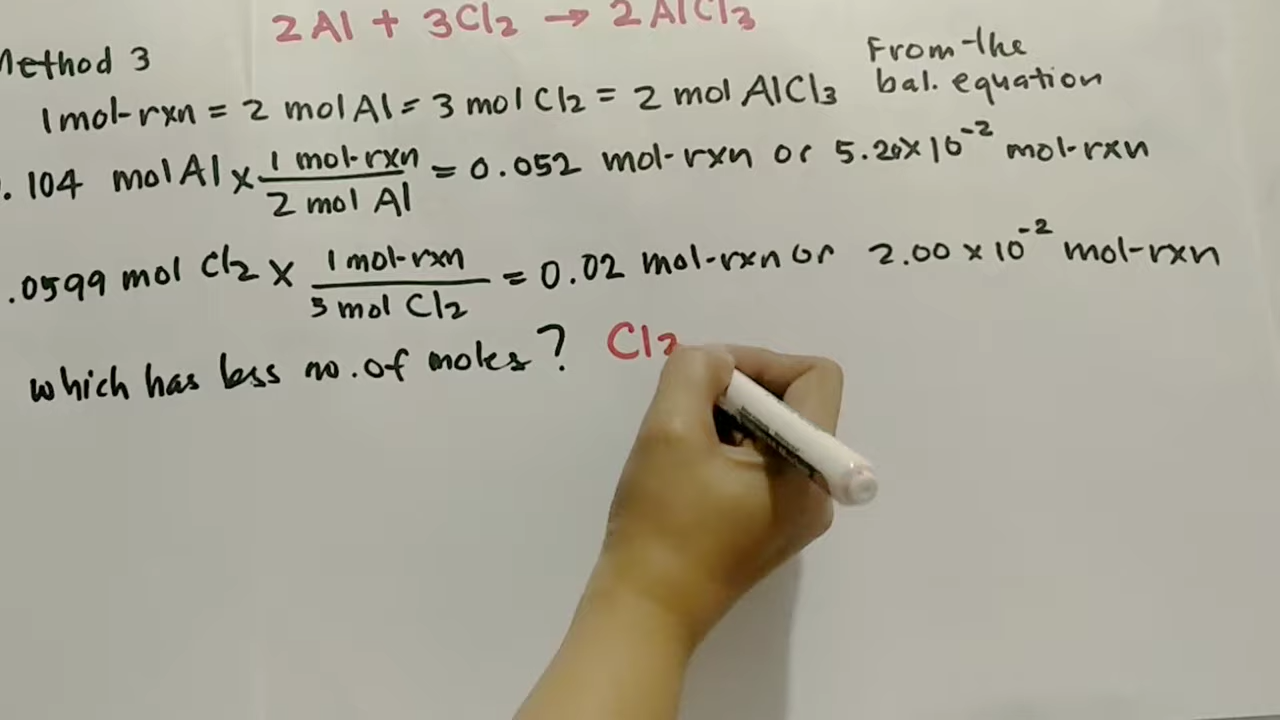 2Al + 3Cl2 → 2AlCl3
Method 3
From the
bal. equation
1mol-rxn = 2 mol Al = 3 mol Cl2 = 2 mol AlCl3
.104 mol Al x 1 mol-rxn / 2 mol Al = 0.052 mol-rxn or 5.20x10-2 mol-rxn
.0599 mol Cl2 x 1 mol-rxn / 3 mol Cl2 = 0.02 mol-rxn or 2.00 x 10-2 mol-rxn
which has less no. of moles? Cl2